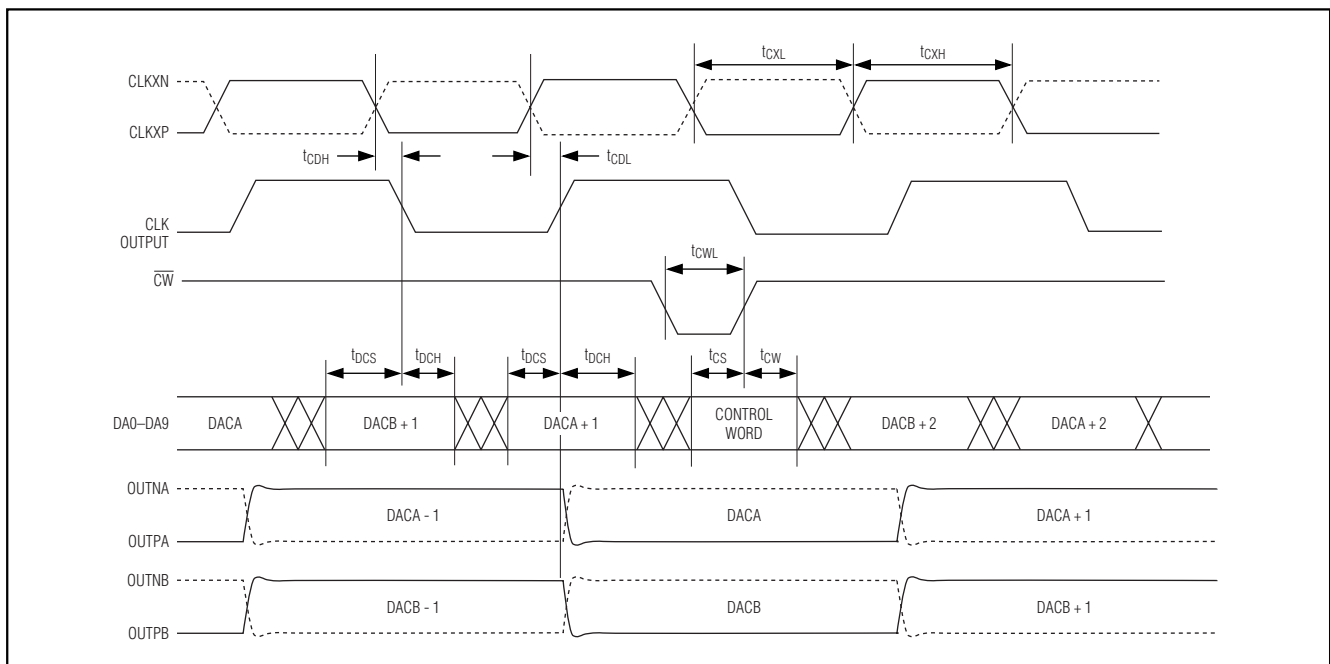 tCXL tCXH
CLKXN
CLKXP
tCDH tCDL
CLK
OUTPUT
tCWL
CW
tDCS tDCH tDCS tDCH tCS tCW
DA0–DA9 DACA DACB + 1 DACA + 1 CONTROL WORD DACB + 2 DACA + 2
OUTNA
DACA - 1 DACA DACA + 1
OUTPA
OUTNB
DACB - 1 DACB DACB + 1
OUTPB